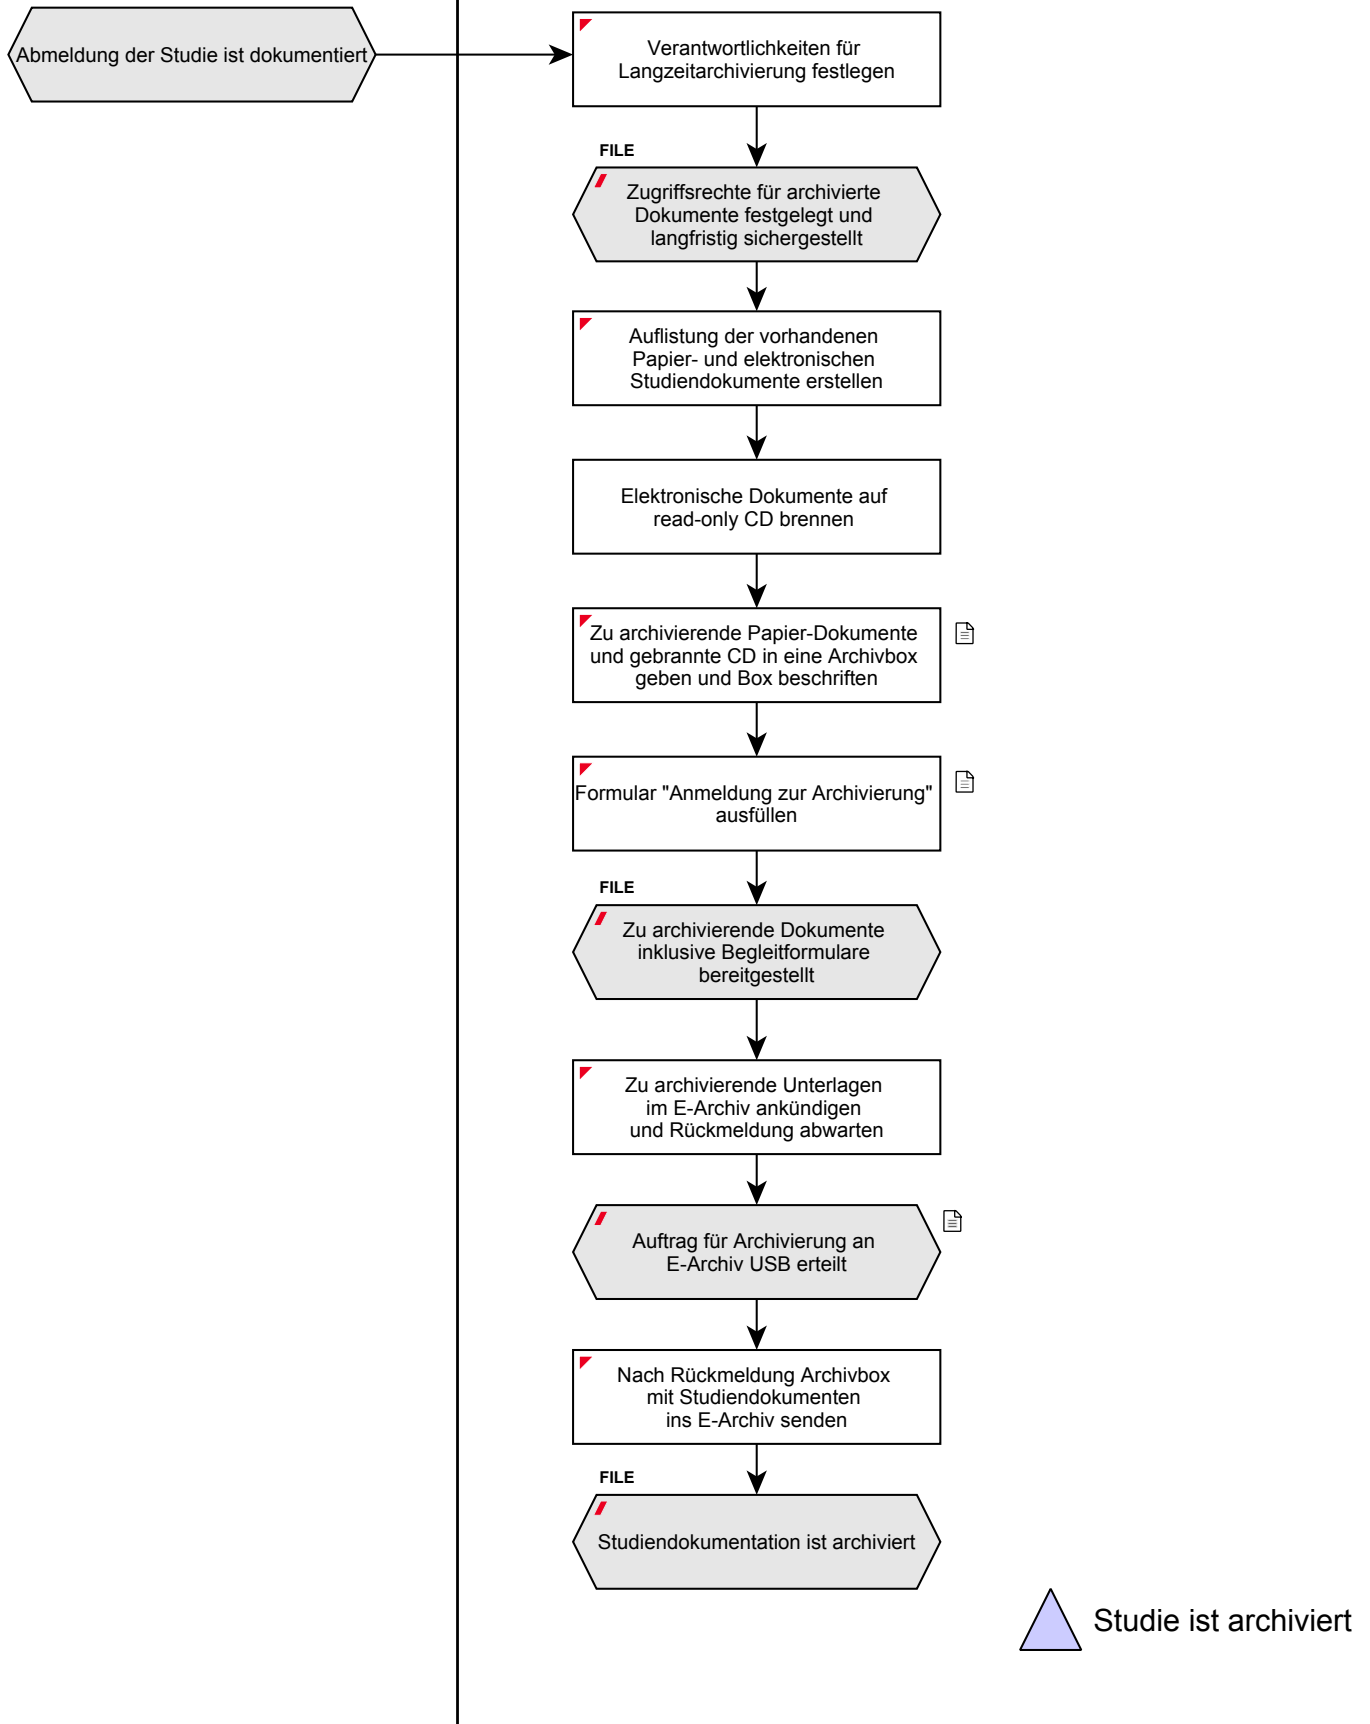 Abmeldung der Studie ist dokumentiert
Verantwortlichkeiten für
Langzeitarchivierung festlegen
FILE
Zugriffsrechte für archivierte
Dokumente festgelegt und
langfristig sichergestellt
Auflistung der vorhandenen
Papier- und elektronischen
Studiendokumente erstellen
Elektronische Dokumente auf
read-only CD brennen
Zu archivierende Papier-Dokumente
und gebrannte CD in eine Archivbox
geben und Box beschriften
Formular "Anmeldung zur Archivierung"
ausfüllen
FILE
Zu archivierende Dokumente
inklusive Begleitformulare
bereitgestellt
Zu archivierende Unterlagen
im E-Archiv ankündigen
und Rückmeldung abwarten
Auftrag für Archivierung an
E-Archiv USB erteilt
Nach Rückmeldung Archivbox
mit Studiendokumenten
ins E-Archiv senden
FILE
Studiendokumentation ist archiviert
Studie ist archiviert